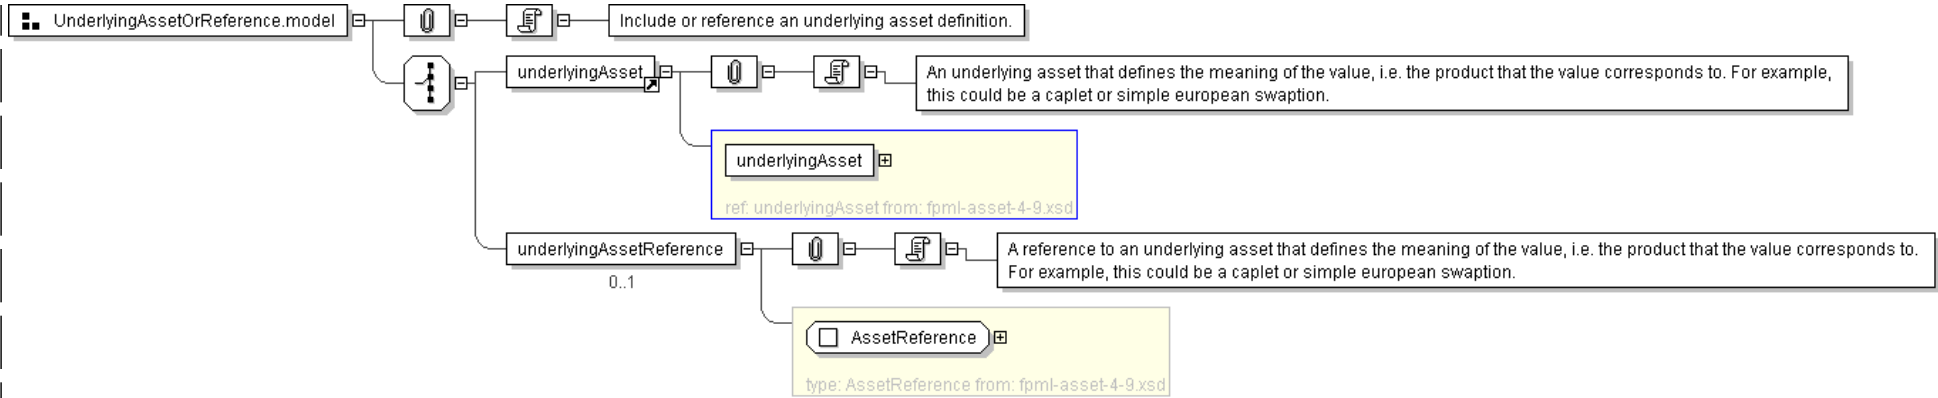 UnderlyingAssetOrReference.model
Include or reference an underlying asset definition.
underlyingAsset
An underlying asset that defines the meaning of the value, i.e. the product that the value corresponds to. For example,
this could be a caplet or simple european swaption.
underlyingAsset
ref: underlyingAsset from: fpml-asset-4-9.xsd
underlyingAssetReference
0..1
A reference to an underlying asset that defines the meaning of the value, i.e. the product that the value corresponds to.
For example, this could be a caplet or simple european swaption.
AssetReference
type: AssetReference from: fpml-asset-4-9.xsd